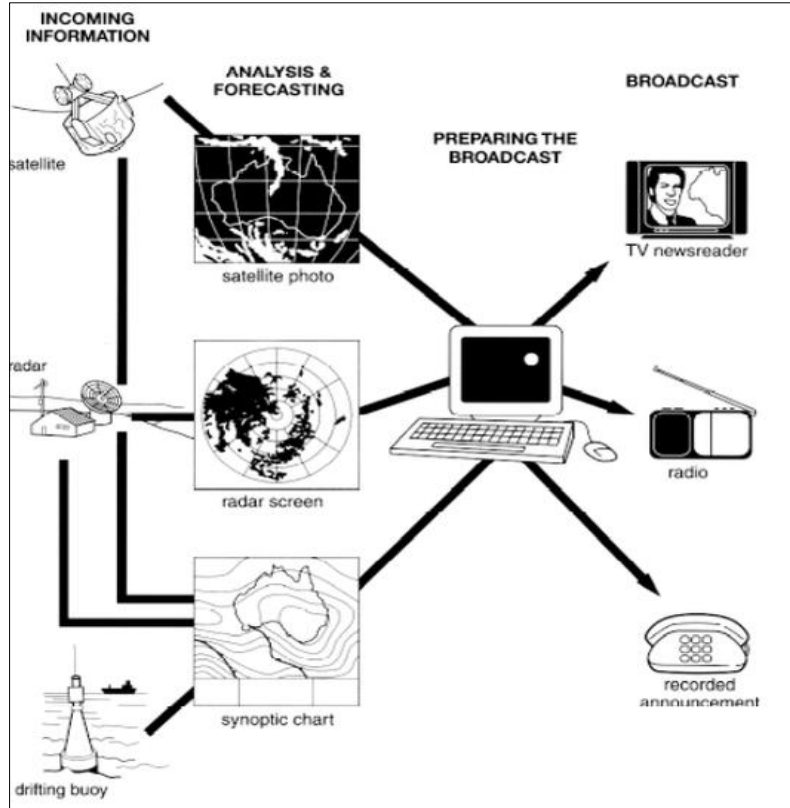 INCOMING
INFORMATION
ANALYSIS &
FORECASTING
PREPARING THE
BROADCAST
BROADCAST
satellite
satellite photo
TV newsreader
radar
radar screen
radio
synoptic chart
recorded
announcement
drifting buoy